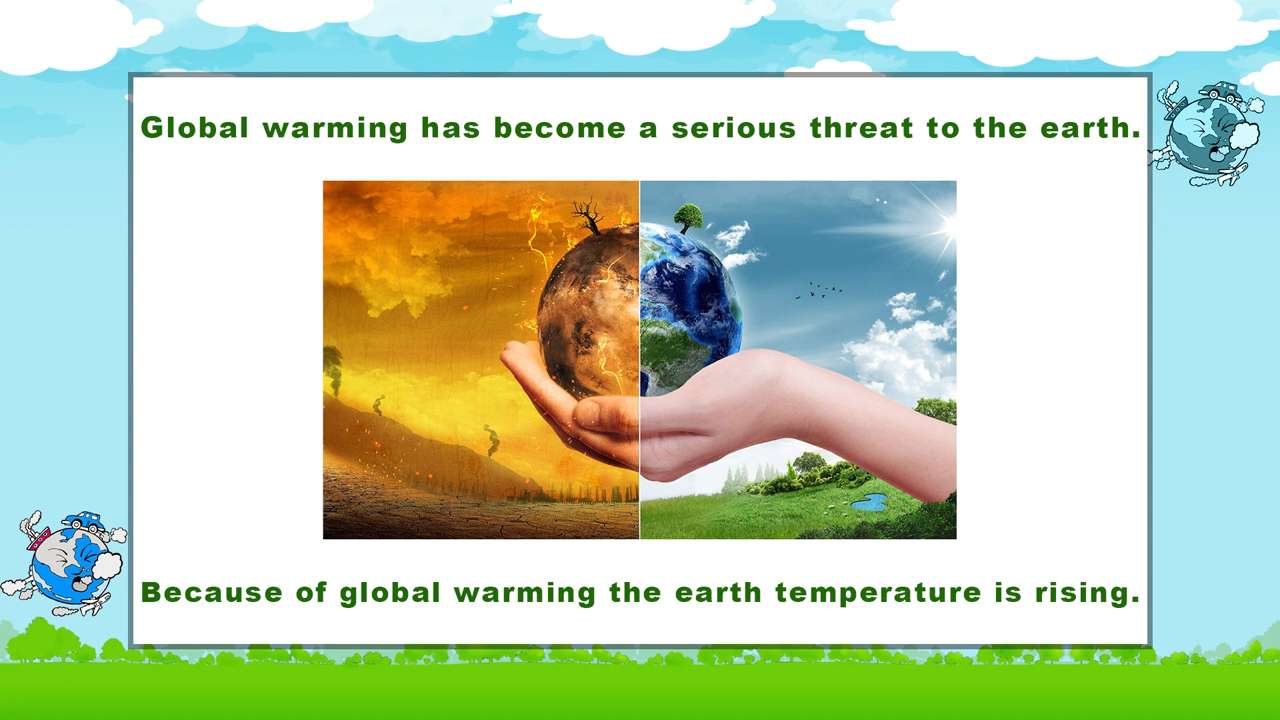 Global warming has become a serious threat to the earth.
Because of global warming the earth temperature is rising.